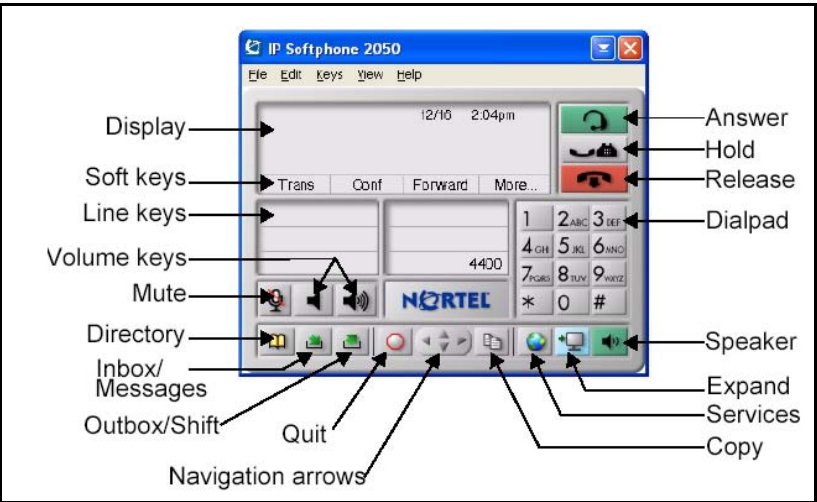 IP Softphone 2050
File Edit Keys View Help
12/16 2:04pm
Trans Conf Forward More...
4400
NORTEL
1 2ABC 3DEF
4GHI 5JKL 6MNO
7PQRS 8TUV 9WXYZ
* 0 #
Display
Soft keys
Line keys
Volume keys
Mute
Directory
Inbox/
Messages
Outbox/Shift
Quit
Navigation arrows
Answer
Hold
Release
Dialpad
Speaker
Expand
Services
Copy